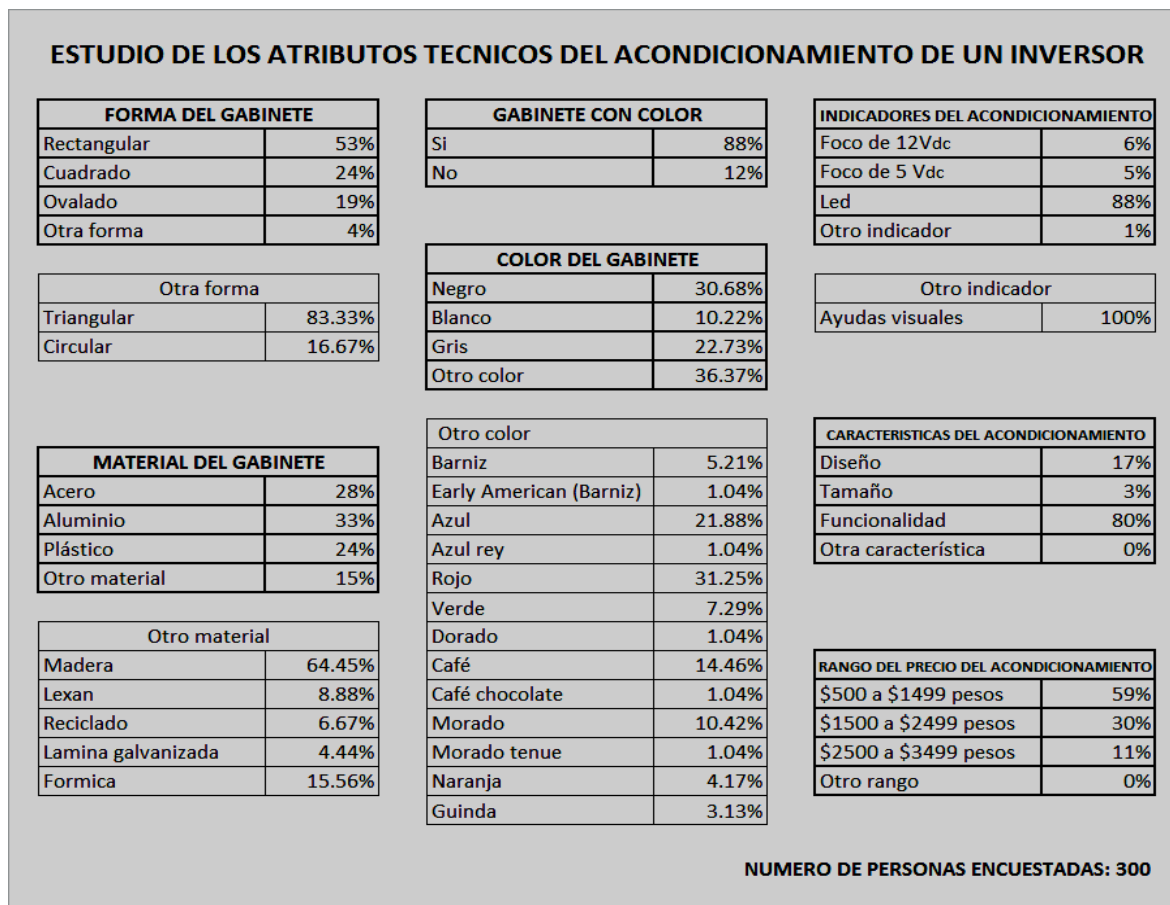 ESTUDIO DE LOS ATRIBUTOS TECNICOS DEL ACONDICIONAMIENTO DE UN INVERSOR
FORMA DEL GABINETE
Rectangular 53%
Cuadrado 24%
Ovalado 19%
Otra forma 4%
Otra forma
Triangular 83.33%
Circular 16.67%
MATERIAL DEL GABINETE
Acero 28%
Aluminio 33%
Plástico 24%
Otro material 15%
Otro material
Madera 64.45%
Lexan 8.88%
Reciclado 6.67%
Lamina galvanizada 4.44%
Formica 15.56%
GABINETE CON COLOR
Si 88%
No 12%
COLOR DEL GABINETE
Negro 30.68%
Blanco 10.22%
Gris 22.73%
Otro color 36.37%
Otro color
Barniz 5.21%
Early American (Barniz) 1.04%
Azul 21.88%
Azul rey 1.04%
Rojo 31.25%
Verde 7.29%
Dorado 1.04%
Café 14.46%
Café chocolate 1.04%
Morado 10.42%
Morado tenue 1.04%
Naranja 4.17%
Guinda 3.13%
INDICADORES DEL ACONDICIONAMIENTO
Foco de 12Vdc 6%
Foco de 5 Vdc 5%
Led 88%
Otro indicador 1%
Otro indicador
Ayudas visuales 100%
CARACTERISTICAS DEL ACONDICIONAMIENTO
Diseño 17%
Tamaño 3%
Funcionalidad 80%
Otra característica 0%
RANGO DEL PRECIO DEL ACONDICIONAMIENTO
$500 a $1499 pesos 59%
$1500 a $2499 pesos 30%
$2500 a $3499 pesos 11%
Otro rango 0%
NUMERO DE PERSONAS ENCUESTADAS: 300